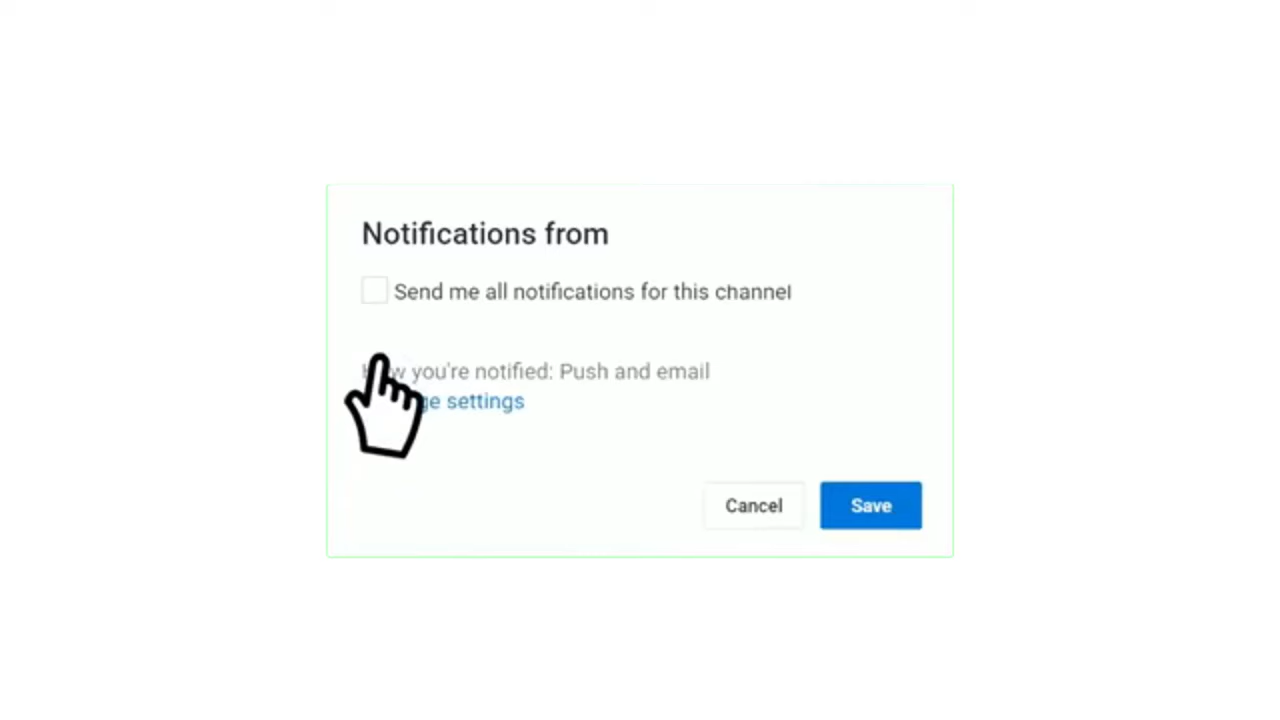 Notifications from
Send me all notifications for this channel
you're notified: Push and email
settings
Cancel
Save